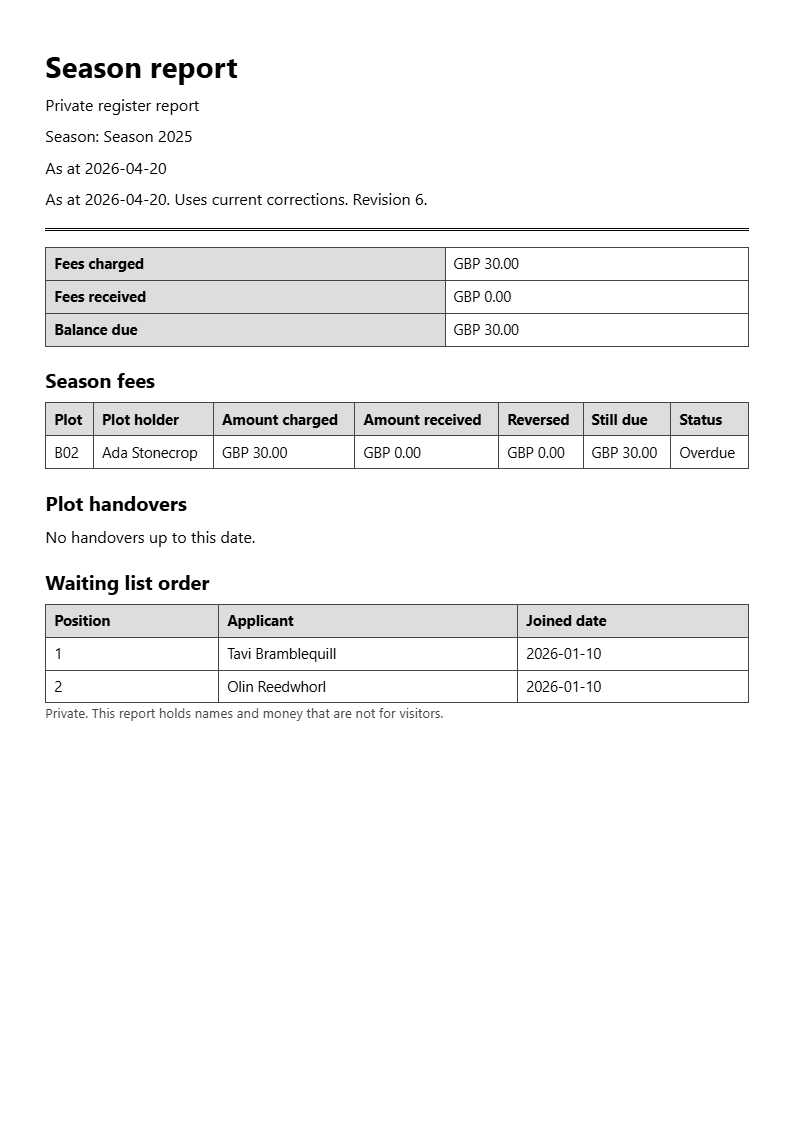 Season report
Private register report
Season: Season 2025
As at 2026-04-20
As at 2026-04-20. Uses current corrections. Revision 6.
Fees charged GBP 30.00
Fees received GBP 0.00
Balance due GBP 30.00
Season fees
Plot Plot holder Amount charged Amount received Reversed Still due Status
B02 Ada Stonecrop GBP 30.00 GBP 0.00 GBP 0.00 GBP 30.00 Overdue
Plot handovers
No handovers up to this date.
Waiting list order
Position Applicant Joined date
1 Tavi Bramblequill 2026-01-10
2 Olin Reedwhorl 2026-01-10
Private. This report holds names and money that are not for visitors.